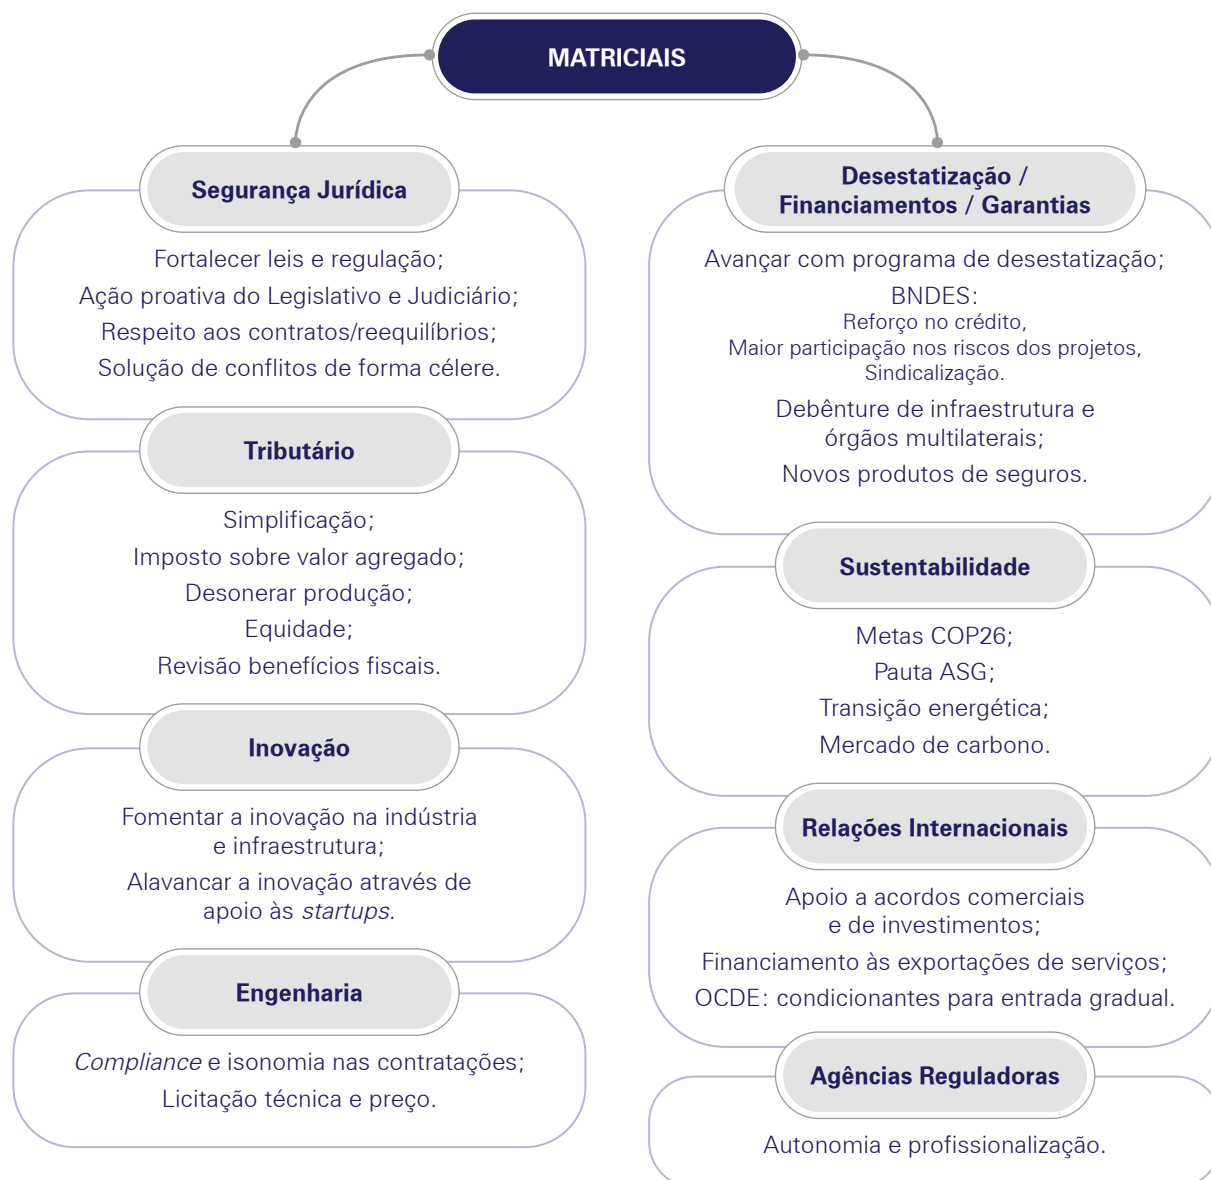 MATRICIAIS
Segurança Jurídica
Fortalecer leis e regulação;
Ação proativa do Legislativo e Judiciário;
Respeito aos contratos/reequilíbrios;
Solução de conflitos de forma célere.
Tributário
Simplificação;
Imposto sobre valor agregado;
Desonerar produção;
Equidade;
Revisão benefícios fiscais.
Inovação
Fomentar a inovação na indústria
e infraestrutura;
Alavancar a inovação através de
apoio às startups.
Engenharia
Compliance e isonomia nas contratações;
Licitação técnica e preço.
Desestatização /
Financiamentos / Garantias
Avançar com programa de desestatização;
BNDES:
Reforço no crédito,
Maior participação nos riscos dos projetos,
Sindicalização.
Debênture de infraestrutura e
órgãos multilaterais;
Novos produtos de seguros.
Sustentabilidade
Metas COP26;
Pauta ASG;
Transição energética;
Mercado de carbono.
Relações Internacionais
Apoio a acordos comerciais
e de investimentos;
Financiamento às exportações de serviços;
OCDE: condicionantes para entrada gradual.
Agências Reguladoras
Autonomia e profissionalização.